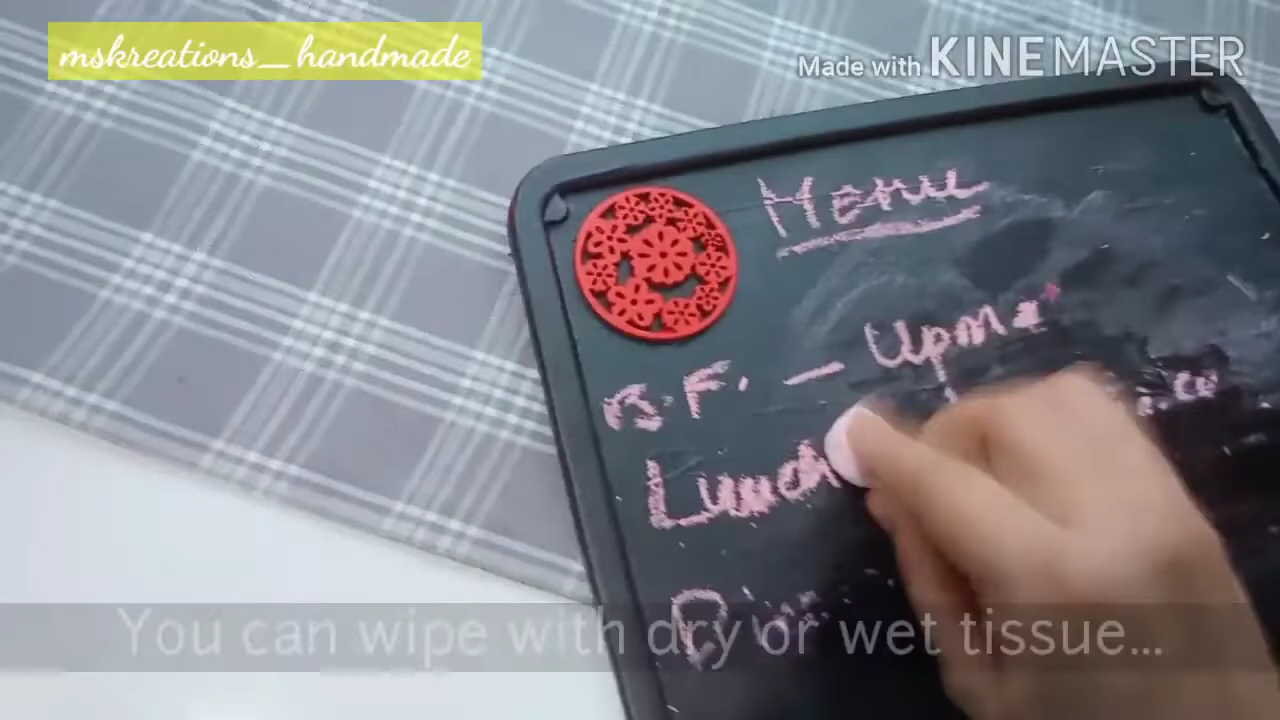 mskreations_handmade
Made with KINEMASTER
Menu
B.F. - Upma
Lunch
You can wipe with dry or wet tissue...